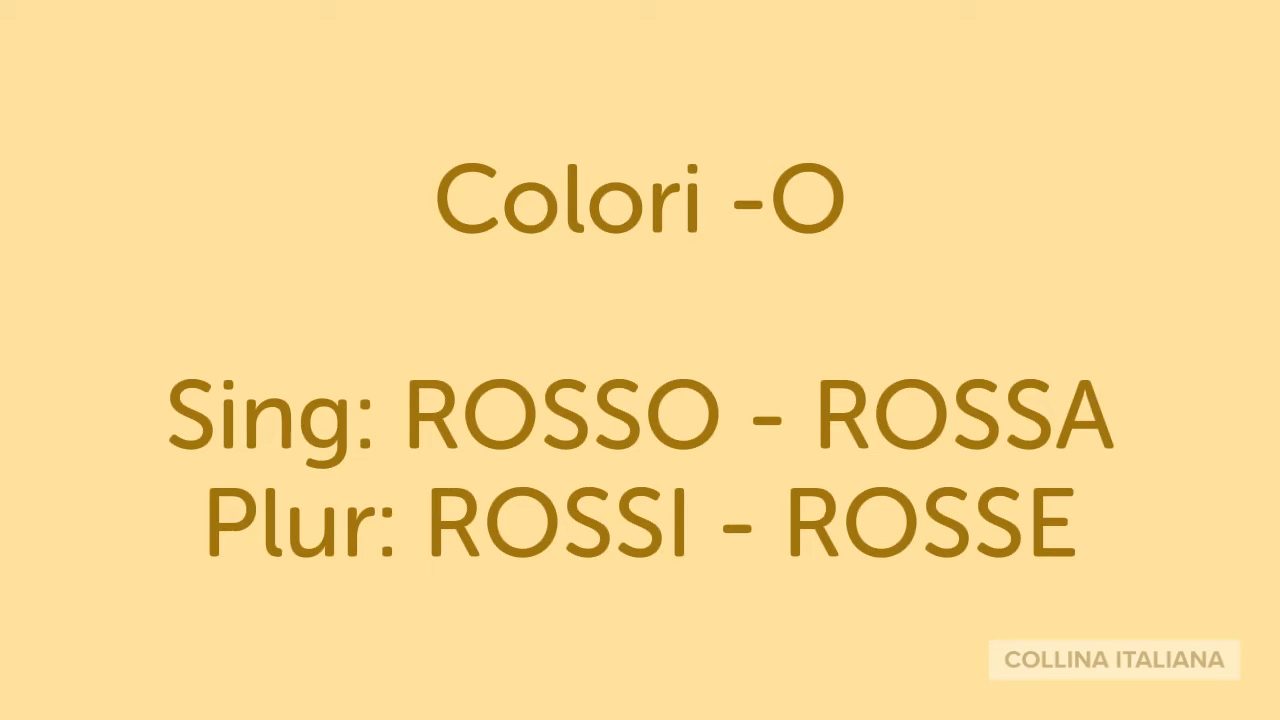 Colori -O
Sing: ROSSO - ROSSA
Plur: ROSSI - ROSSE
COLLINA ITALIANA